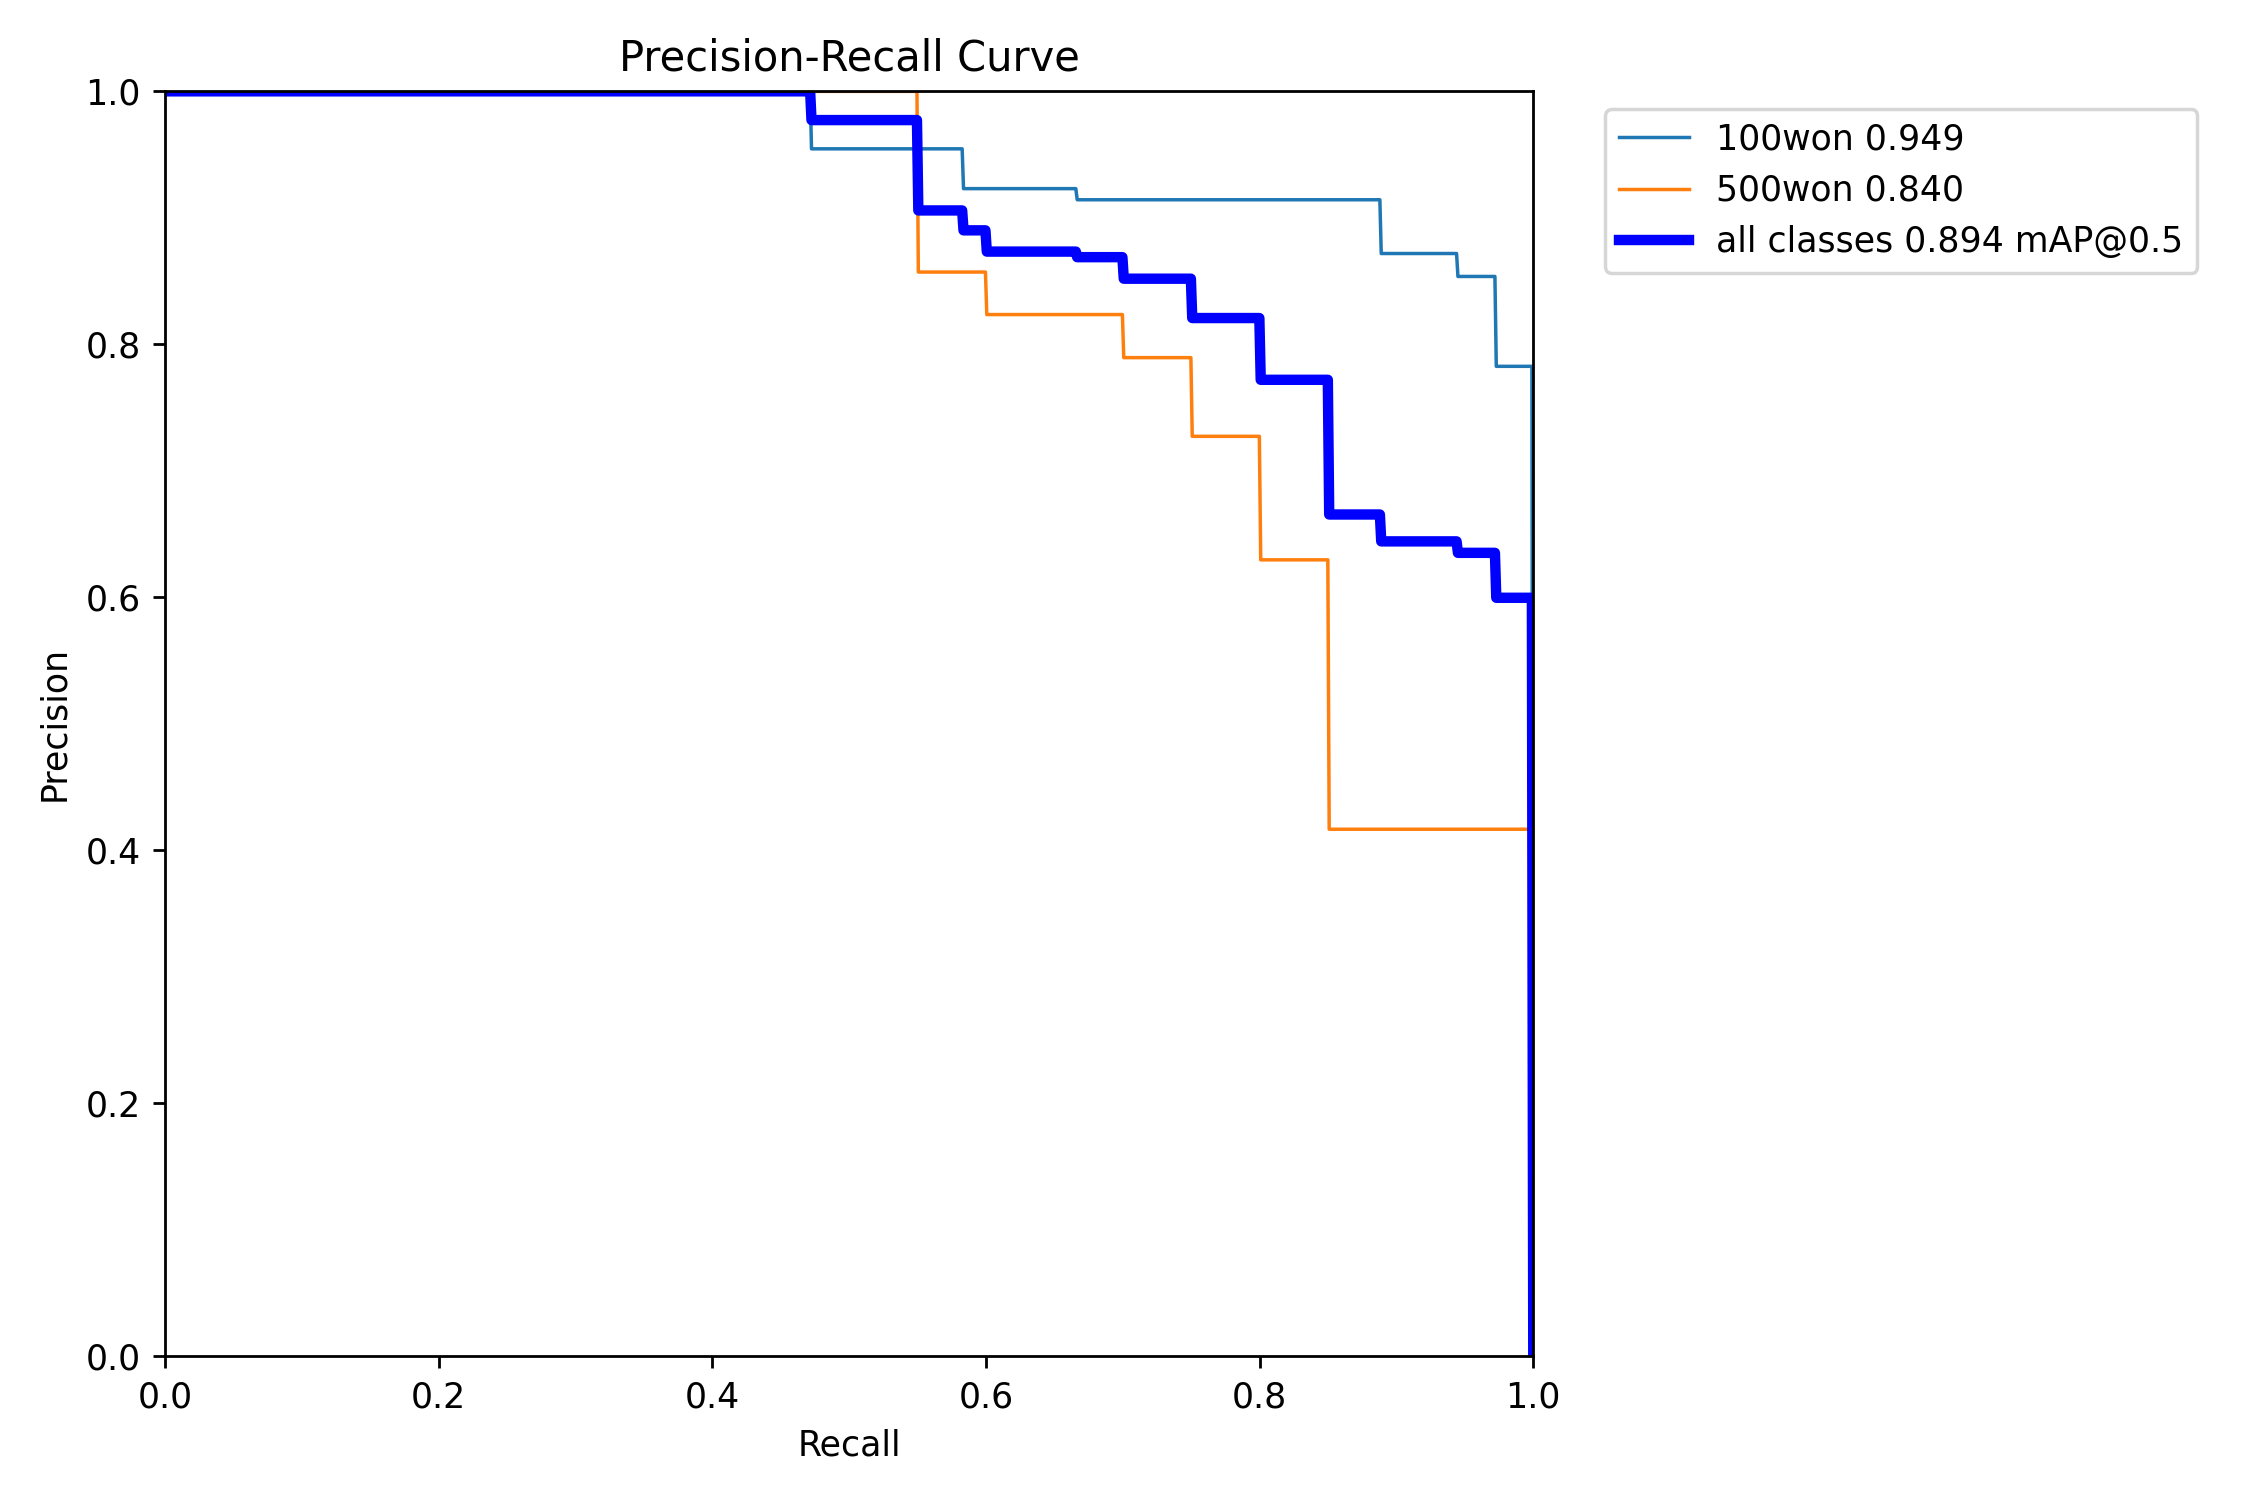 Precision-Recall Curve
1.0
0.8
0.6
0.4
0.2
0.0
Precision
0.0 0.2 0.4 0.6 0.8 1.0
Recall
100won 0.949
500won 0.840
all classes 0.894 mAP@0.5